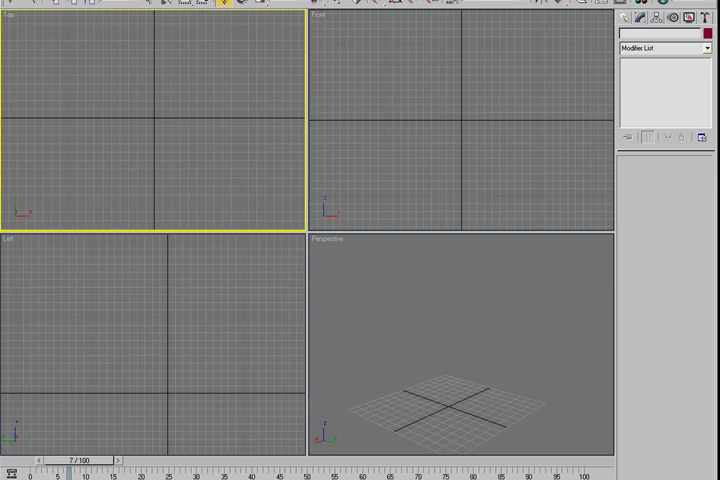 Top
Front
Modifier List
Left
Perspective
7 / 100
0 5 10 15 20 25 30 35 40 45 50 55 60 65 70 75 80 85 90 95 100